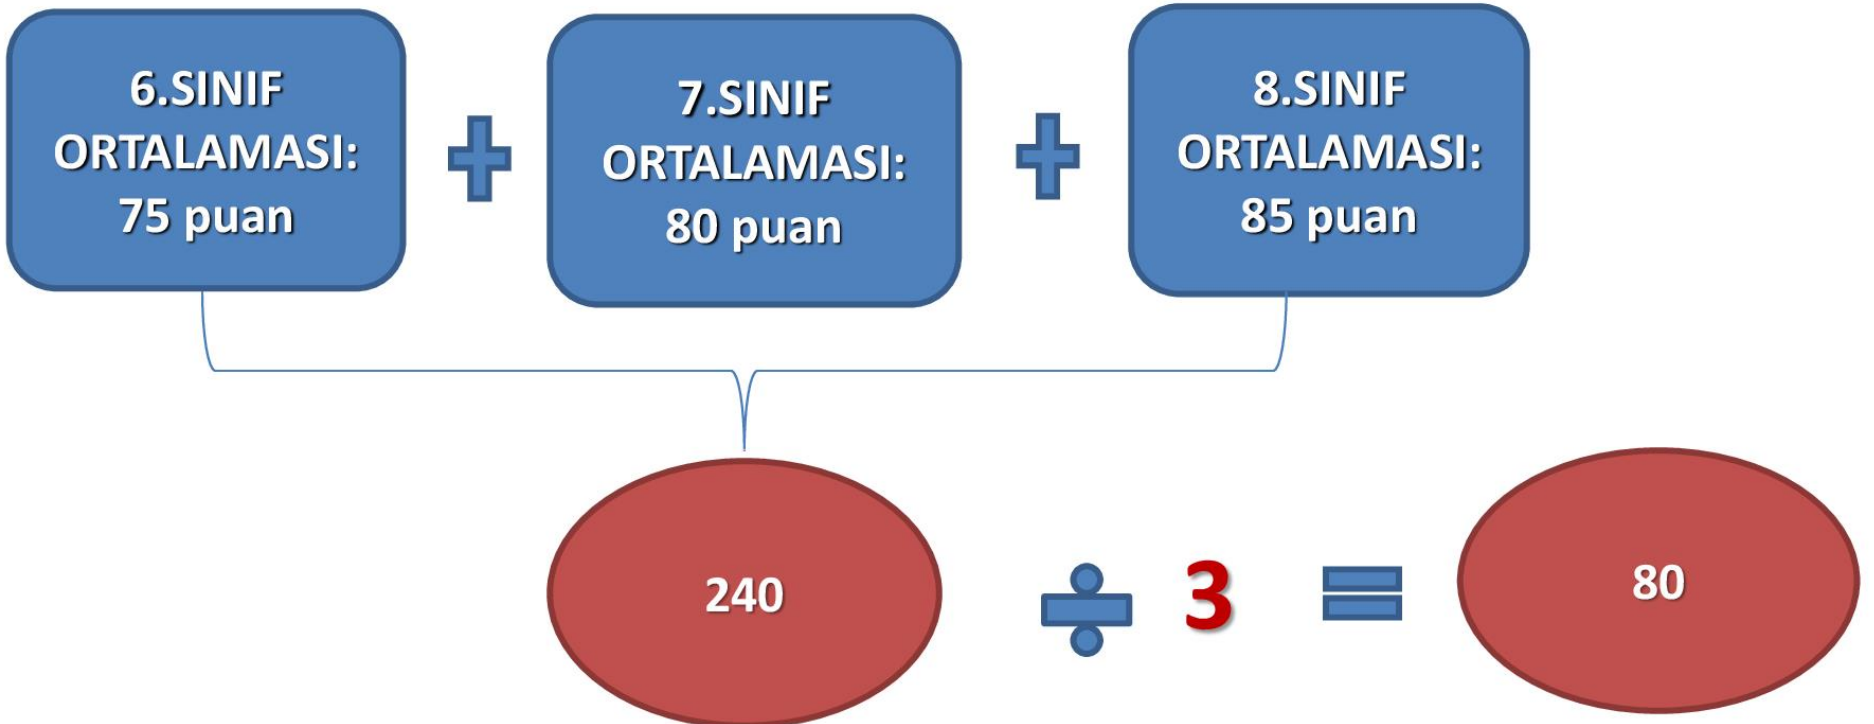 6.SINIF
ORTALAMASI:
75 puan
7.SINIF
ORTALAMASI:
80 puan
8.SINIF
ORTALAMASI:
85 puan
240
3
80